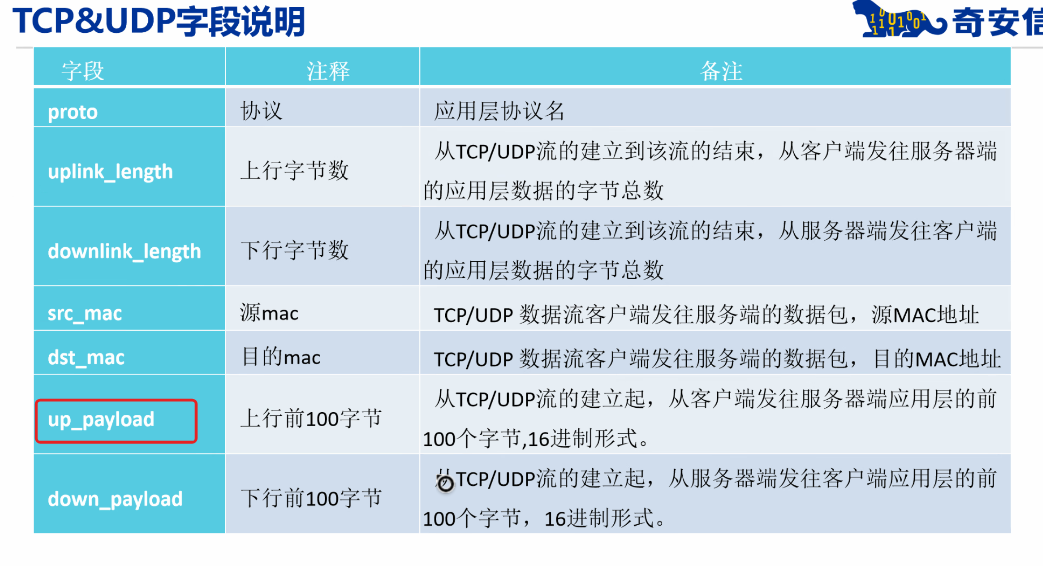 TCP&UDP字段说明
奇安信
字段 注释 备注
proto 协议 应用层协议名
uplink_length 上行字节数 从TCP/UDP流的建立到该流的结束，从客户端发往服务器端
的应用层数据的字节总数
downlink_length 下行字节数 从TCP/UDP流的建立到该流的结束，从服务器端发往客户端
的应用层数据的字节总数
src_mac 源mac TCP/UDP 数据流客户端发往服务端的数据包，源MAC地址
dst_mac 目的mac TCP/UDP 数据流客户端发往服务端的数据包，目的MAC地址
up_payload 上行前100字节 从TCP/UDP流的建立起，从客户端发往服务器端应用层的前
100个字节,16进制形式。
down_payload 下行前100字节 从TCP/UDP流的建立起，从服务器端发往客户端应用层的前
100个字节，16进制形式。